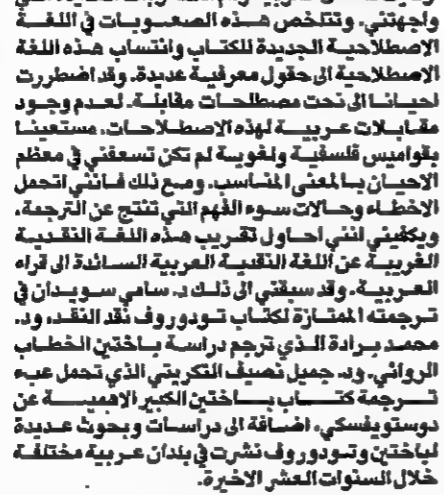 واجهتني. وتتلخص هذه الصعوبات في اللغة
الاصطلاحية الجديدة للكتاب وانتساب هذه اللغة
الاصطلاحية الى حقول معرفية عديدة. وقد اضطررت
احيانا الى نحت مصطلحات مقابلة. لعدم وجود
مقابلات عربية لهذه الاصطلاحات، مستعينا
بقواميس فلسفية ولغوية لم تكن تسعفني في معظم
الاحيان بالمعنى المناسب. ومع ذلك فانني اتحمل
الاخطاء وحالات سوء الفهم التي تنتج عن الترجمة.
ويكفيني انني احاول تقريب هذه اللغة النقدية
الغربية عن اللغة النقدية العربية السائدة الى قراء
العربية. وقد سبقني الى ذلك د. سامي سويدان في
ترجمته الممتازة لكتاب تودوروف نقد النقد، ود.
محمد برادة الذي ترجم دراسة باختين الخطاب
الروائي. ود. جميل نصيف التكريتي الذي تحمل عبء
ترجمة كتاب باختين الكبير الاهمية عن
دوستويفسكي. اضافة الى دراسات وبحوث عديدة
لباختين وتودوروف نشرت في بلدان عربية مختلفة
خلال السنوات العشر الاخيرة.